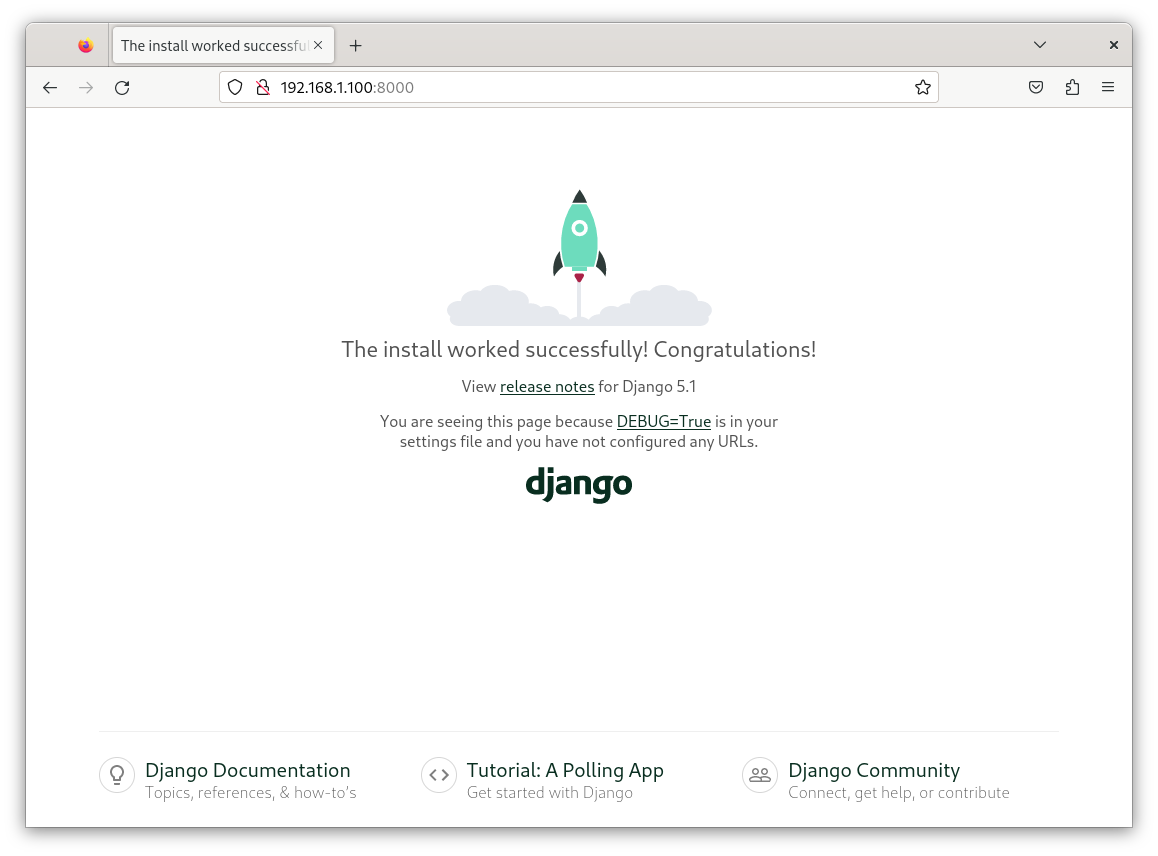 The install worked successfu
192.168.1.100:8000
The install worked successfully! Congratulations!
View release notes for Django 5.1
You are seeing this page because DEBUG=True is in your
settings file and you have not configured any URLs.
django
Django Documentation
Topics, references, & how-to’s
Tutorial: A Polling App
Get started with Django
Django Community
Connect, get help, or contribute